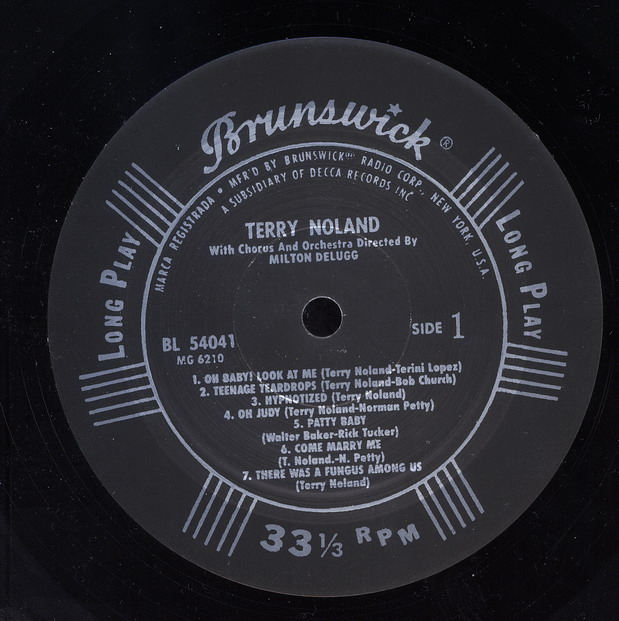 Brunswick ®
MARCA REGISTRADA • MFR'D BY BRUNSWICK RADIO CORP., NEW YORK, U.S.A.
A SUBSIDIARY OF DECCA RECORDS INC
TERRY NOLAND
With Chorus And Orchestra Directed By
MILTON DELUGG
LONG PLAY
LONG PLAY
BL 54041
SIDE 1
MG 6210
1. OH BABY! LOOK AT ME (Terry Noland-Terini Lopez)
2. TEENAGE TEARDROPS (Terry Noland-Bob Church)
3. HYPNOTIZED (Terry Noland)
4. OH JUDY (Terry Noland-Norman Petty)
5. PATTY BABY
(Walter Baker-Rick Tucker)
6. COME MARRY ME
(T. Noland.-N. Petty)
7. THERE WAS A FUNGUS AMONG US
(Terry Noland)
33 1/3 RPM